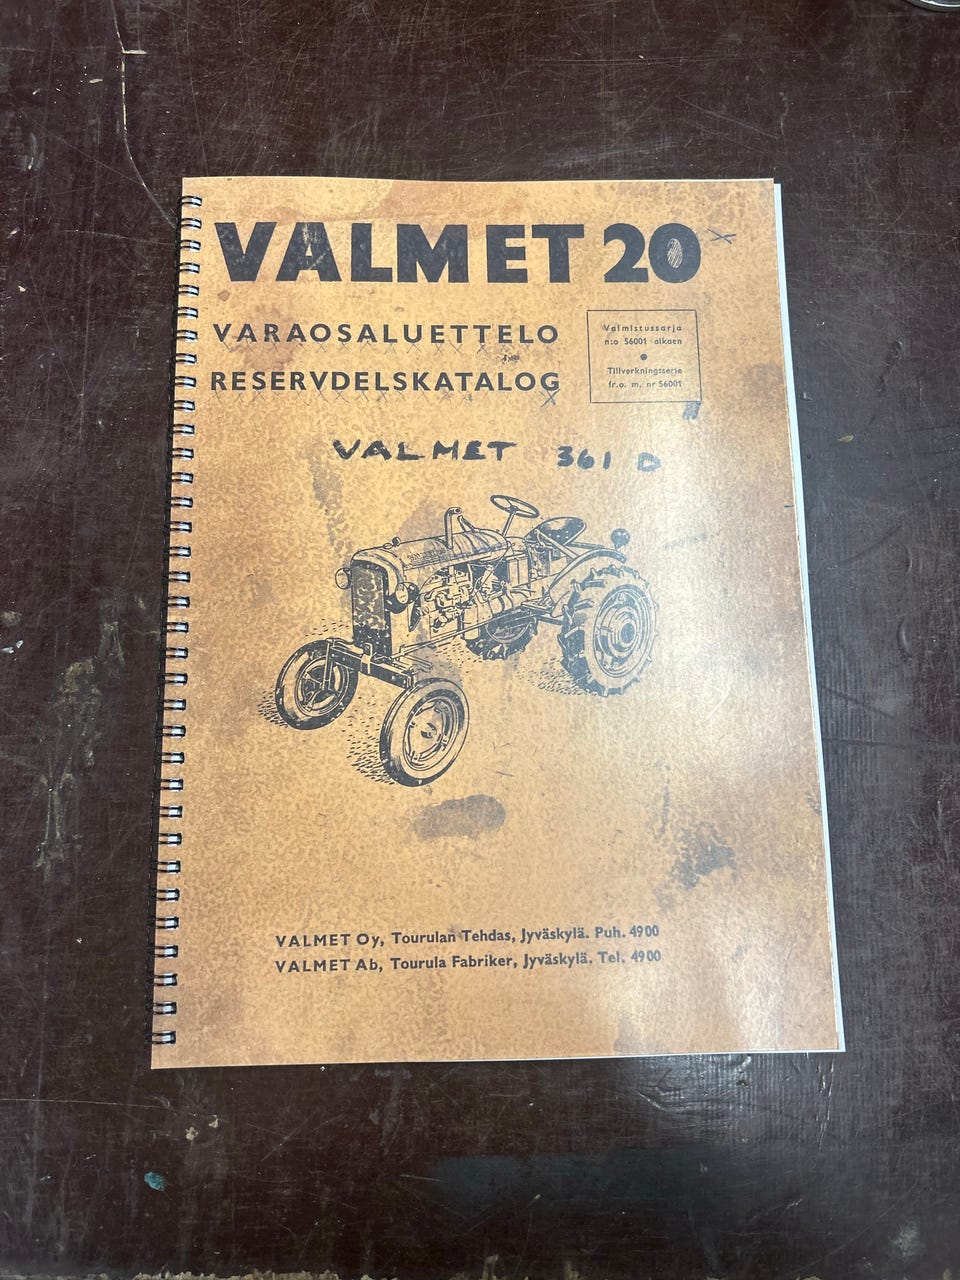 VALMET 20
VARAOSALUETTELO
RESERVDELSKATALOG
Valmistussarja
n:o 56001 alkaen
●
Tillverkningsserie
fr.o. m. nr 56001
VALMET 361 D
VALMET Oy, Tourulan Tehdas, Jyväskylä. Puh. 4900
VALMET Ab, Tourula Fabriker, Jyväskylä. Tel. 4900